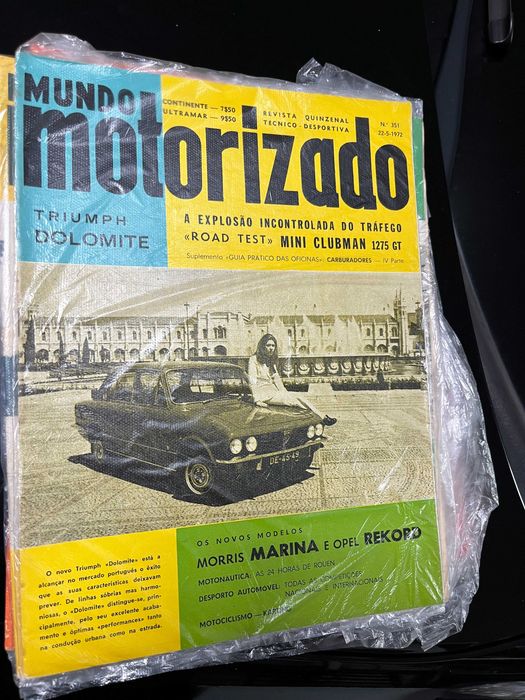 MUNDO
motorizado
CONTINENTE — 7$50
ULTRAMAR — 9$50
REVISTA QUINZENAL
TÉCNICO-DESPORTIVA
N.º 351
22-5-1972
TRIUMPH
DOLOMITE
A EXPLOSÃO INCONTROLADA DO TRÁFEGO
«ROAD TEST» MINI CLUBMAN 1275 GT
Suplemento «GUIA PRÁTICO DAS OFICINAS»: CARBURADORES — IV Parte
DE-45-49
O novo Triumph «Dolomite» está a
alcançar no mercado português o êxito
que as suas características deixavam
prever. De linhas sóbrias mas harmo-
niosas, o «Dolomite» distingue-se, prin-
cipalmente, pelo seu excelente acaba-
mento e óptimas «performances» tanto
na condução urbana como na estrada.
OS NOVOS MODELOS
MORRIS MARINA E OPEL REKORD
MOTONÁUTICA: AS 24 HORAS DE ROUEN
DESPORTO AUTOMÓVEL: TODAS AS COMPETIÇÕES
NACIONAIS E INTERNACIONAIS
MOTOCICLISMO — KARTING